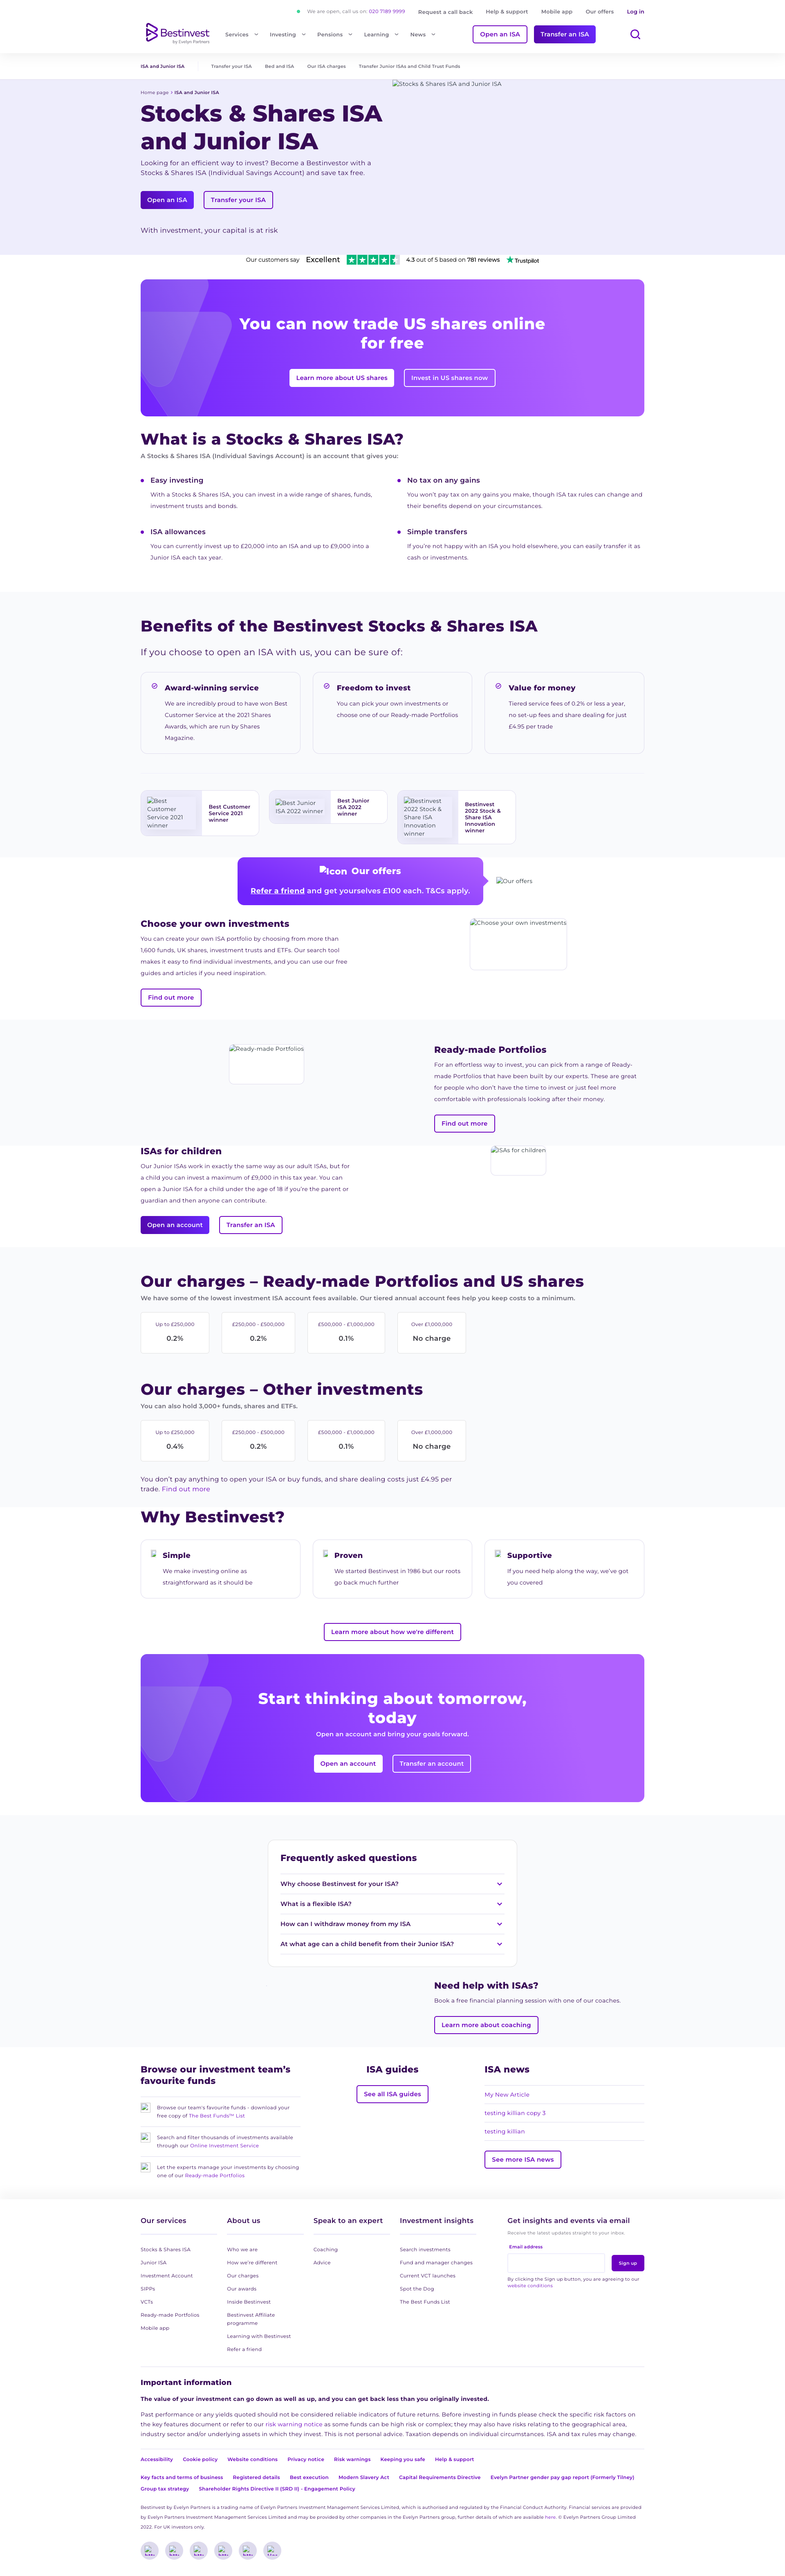 We are open, call us on: 020 7189 9999
Request a call back
Help & support
Mobile app
Our offers
Log in
Bestinvest
by Evelyn Partners
Services
Investing
Pensions
Learning
News
Open an ISA
Transfer an ISA
ISA and Junior ISA
Transfer your ISA
Bed and ISA
Our ISA charges
Transfer Junior ISAs and Child Trust Funds
Home page > ISA and Junior ISA
Stocks & Shares ISA and Junior ISA
Stocks & Shares ISA
and Junior ISA
Looking for an efficient way to invest? Become a Bestinvestor with a
Stocks & Shares ISA (Individual Savings Account) and save tax free.
Open an ISA
Transfer your ISA
With investment, your capital is at risk
Our customers say Excellent 4.3 out of 5 based on 781 reviews Trustpilot
You can now trade US shares online
for free
Learn more about US shares
Invest in US shares now
What is a Stocks & Shares ISA?
A Stocks & Shares ISA (Individual Savings Account) is an account that gives you:
Easy investing
With a Stocks & Shares ISA, you can invest in a wide range of shares, funds,
investment trusts and bonds.
No tax on any gains
You won't pay tax on any gains you make, though ISA tax rules can change and
their benefits depend on your circumstances.
ISA allowances
You can currently invest up to £20,000 into an ISA and up to £9,000 into a
Junior ISA each tax year.
Simple transfers
If you're not happy with an ISA you hold elsewhere, you can easily transfer it as
cash or investments.
Benefits of the Bestinvest Stocks & Shares ISA
If you choose to open an ISA with us, you can be sure of:
Award-winning service
We are incredibly proud to have won Best
Customer Service at the 2021 Shares
Awards, which are run by Shares
Magazine.
Freedom to invest
You can pick your own investments or
choose one of our Ready-made Portfolios
Value for money
Tiered service fees of 0.2% or less a year,
no set-up fees and share dealing for just
£4.95 per trade
Best
Customer
Service 2021
winner
Best Customer
Service 2021
winner
Best Junior
ISA 2022 winner
Best Junior
ISA 2022
winner
Bestinvest
2022 Stock &
Share ISA
Innovation
winner
Bestinvest
2022 Stock &
Share ISA
Innovation
winner
Icon Our offers
Refer a friend and get yourselves £100 each. T&Cs apply.
Our offers
Choose your own investments
You can create your own ISA portfolio by choosing from more than
1,600 funds, UK shares, investment trusts and ETFs. Our search tool
makes it easy to find individual investments, and you can use our free
guides and articles if you need inspiration.
Find out more
Choose your own investments
Ready-made Portfolios
Ready-made Portfolios
For an effortless way to invest, you can pick from a range of Ready-
made Portfolios that have been built by our experts. These are great
for people who don't have the time to invest or just feel more
comfortable with professionals looking after their money.
Find out more
ISAs for children
Our Junior ISAs work in exactly the same way as our adult ISAs, but for
a child you can invest a maximum of £9,000 in this tax year. You can
open a Junior ISA for a child under the age of 18 if you're the parent or
guardian and then anyone can contribute.
Open an account
Transfer an ISA
ISAs for children
Our charges – Ready-made Portfolios and US shares
We have some of the lowest investment ISA account fees available. Our tiered annual account fees help you keep costs to a minimum.
Up to £250,000
0.2%
£250,000 - £500,000
0.2%
£500,000 - £1,000,000
0.1%
Over £1,000,000
No charge
Our charges – Other investments
You can also hold 3,000+ funds, shares and ETFs.
Up to £250,000
0.4%
£250,000 - £500,000
0.2%
£500,000 - £1,000,000
0.1%
Over £1,000,000
No charge
You don't pay anything to open your ISA or buy funds, and share dealing costs just £4.95 per
trade. Find out more
Why Bestinvest?
Simple
We make investing online as
straightforward as it should be
Proven
We started Bestinvest in 1986 but our roots
go back much further
Supportive
If you need help along the way, we've got
you covered
Learn more about how we're different
Start thinking about tomorrow,
today
Open an account and bring your goals forward.
Open an account
Transfer an account
Frequently asked questions
Why choose Bestinvest for your ISA?
What is a flexible ISA?
How can I withdraw money from my ISA
At what age can a child benefit from their Junior ISA?
Need help with ISAs?
Book a free financial planning session with one of our coaches.
Learn more about coaching
Browse our investment team's
favourite funds
Browse our team's favourite funds - download your
free copy of The Best Funds™ List
Search and filter thousands of investments available
through our Online Investment Service
Let the experts manage your investments by choosing
one of our Ready-made Portfolios
ISA guides
See all ISA guides
ISA news
My New Article
testing killian copy 3
testing killian
See more ISA news
Our services
Stocks & Shares ISA
Junior ISA
Investment Account
SIPPs
VCTs
Ready-made Portfolios
Mobile app
About us
Who we are
How we're different
Our charges
Our awards
Inside Bestinvest
Bestinvest Affiliate
programme
Learning with Bestinvest
Refer a friend
Speak to an expert
Coaching
Advice
Investment insights
Search investments
Fund and manager changes
Current VCT launches
Spot the Dog
The Best Funds List
Get insights and events via email
Receive the latest updates straight to your inbox.
Email address
Sign up
By clicking the Sign up button, you are agreeing to our
website conditions
Important information
The value of your investment can go down as well as up, and you can get back less than you originally invested.
Past performance or any yields quoted should not be considered reliable indicators of future returns. Before investing in funds please check the specific risk factors on
the key features document or refer to our risk warning notice as some funds can be high risk or complex; they may also have risks relating to the geographical area,
industry sector and/or underlying assets in which they invest. This is not personal advice. Taxation depends on individual circumstances. ISA and tax rules may change.
Accessibility
Cookie policy
Website conditions
Privacy notice
Risk warnings
Keeping you safe
Help & support
Key facts and terms of business
Registered details
Best execution
Modern Slavery Act
Capital Requirements Directive
Evelyn Partner gender pay gap report (Formerly Tilney)
Group tax strategy
Shareholder Rights Directive II (SRD II) - Engagement Policy
Bestinvest by Evelyn Partners is a trading name of Evelyn Partners Investment Management Services Limited, which is authorised and regulated by the Financial Conduct Authority. Financial services are provided
by Evelyn Partners Investment Management Services Limited and may be provided by other companies in the Evelyn Partners group, further details of which are available here. © Evelyn Partners Group Limited
2022. For UK investors only.